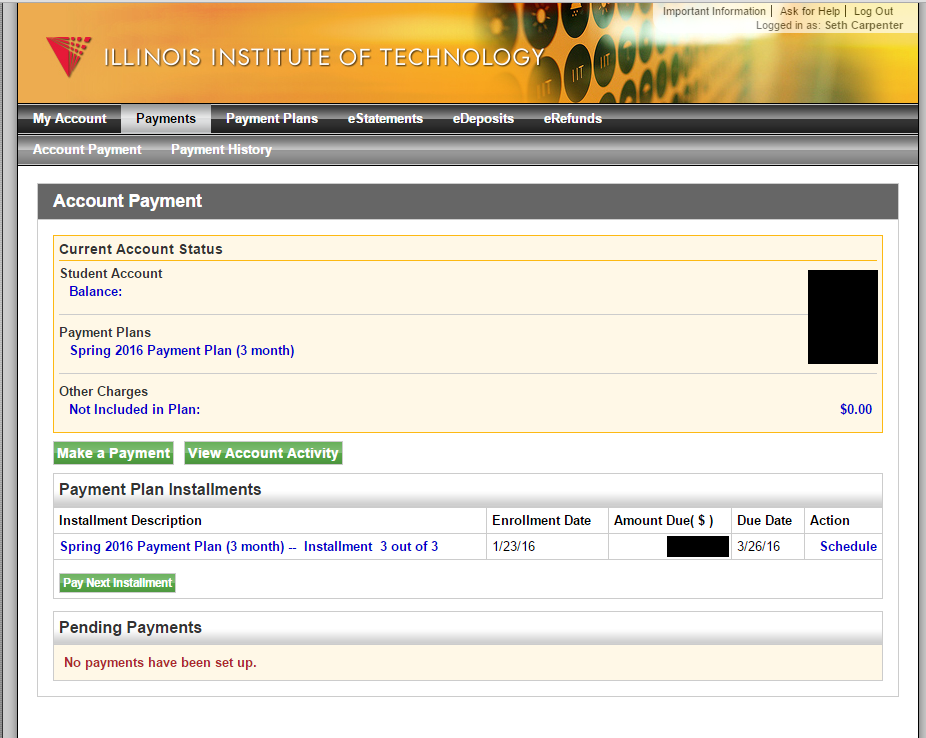 Important Information | Ask for Help | Log Out
Logged in as: Seth Carpenter
ILLINOIS INSTITUTE OF TECHNOLOGY
IIT IIT IIT
My Account Payments Payment Plans eStatements eDeposits eRefunds
Account Payment Payment History
Account Payment
Current Account Status
Student Account
Balance:
Payment Plans
Spring 2016 Payment Plan (3 month)
Other Charges
Not Included in Plan: $0.00
Make a Payment View Account Activity
Payment Plan Installments
Installment Description Enrollment Date Amount Due( $ ) Due Date Action
Spring 2016 Payment Plan (3 month) -- Installment 3 out of 3 1/23/16 3/26/16 Schedule
Pay Next Installment
Pending Payments
No payments have been set up.